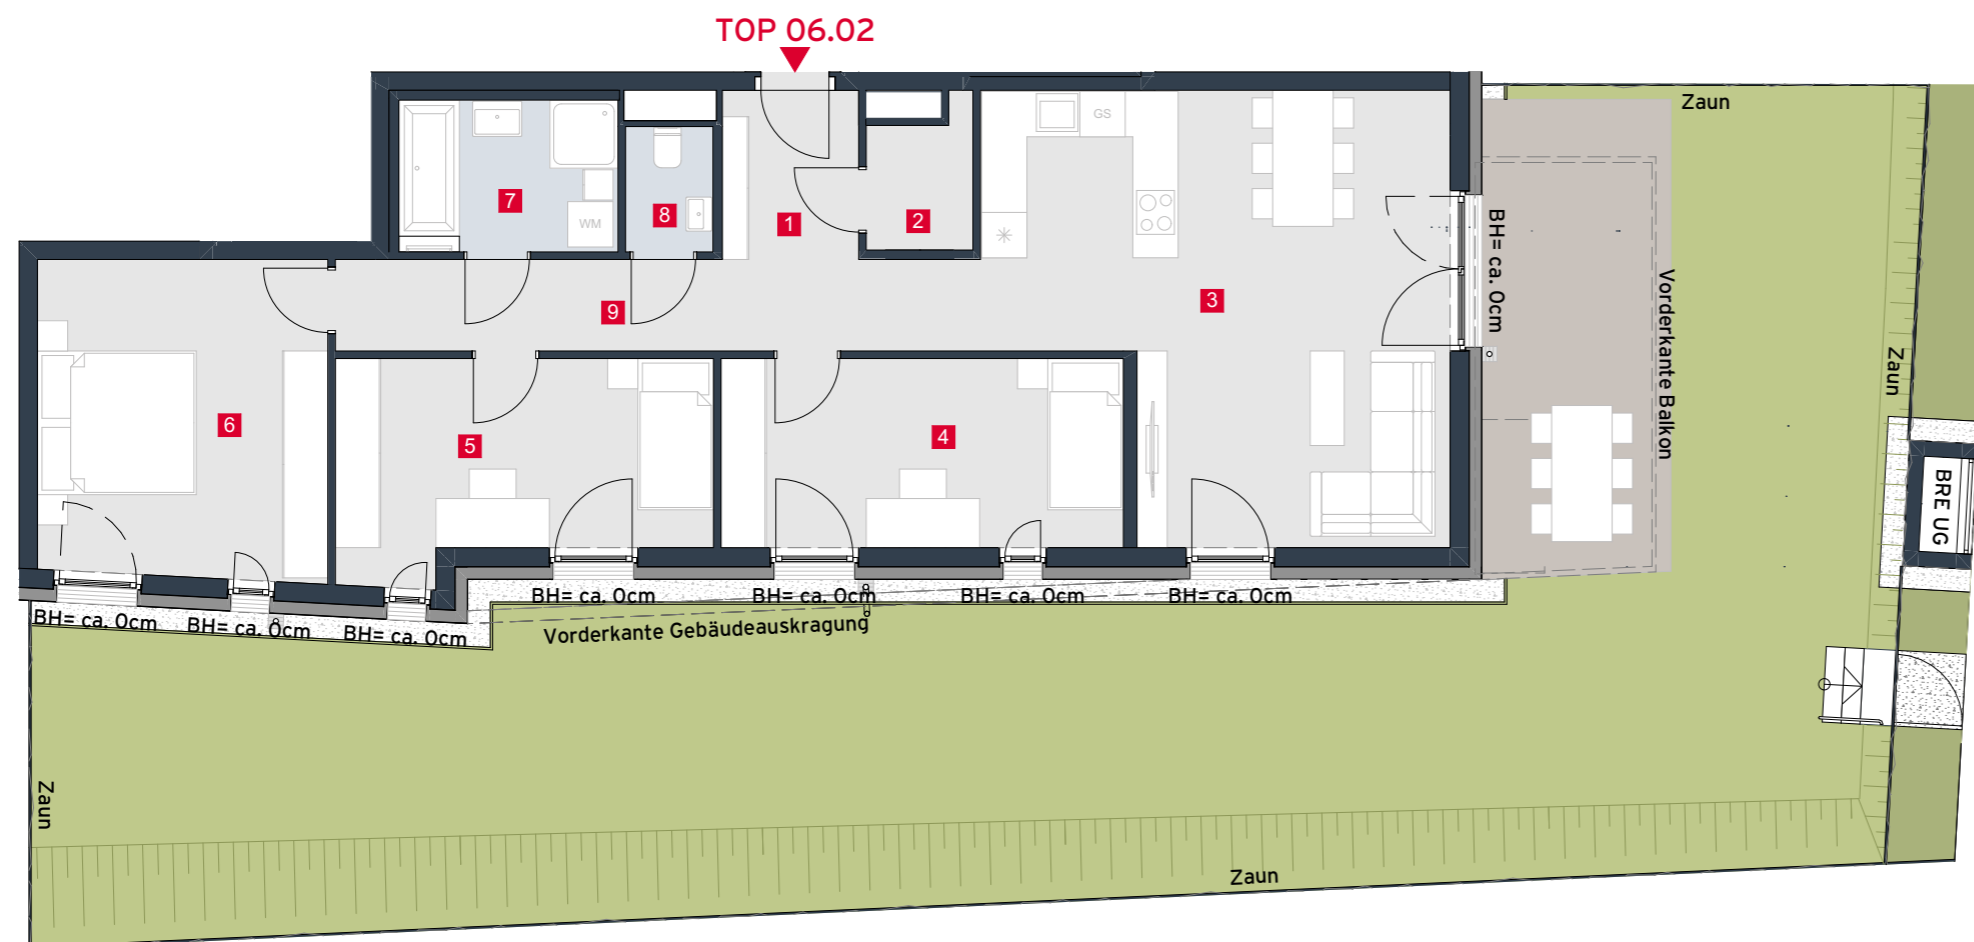 TOP 06.02
Zaun
GS
7
8
1
2
WM
BH= ca. 0cm
3
9
Vorderkante Balkon
Zaun
6
5
4
BRE UG
BH= ca. 0cm
BH= ca. 0cm
BH= ca. 0cm
BH= ca. 0cm
BH= ca. 0cm
BH= ca. 0cm
BH= ca. 0cm
Vorderkante Gebäudeauskragung
Zaun
Zaun